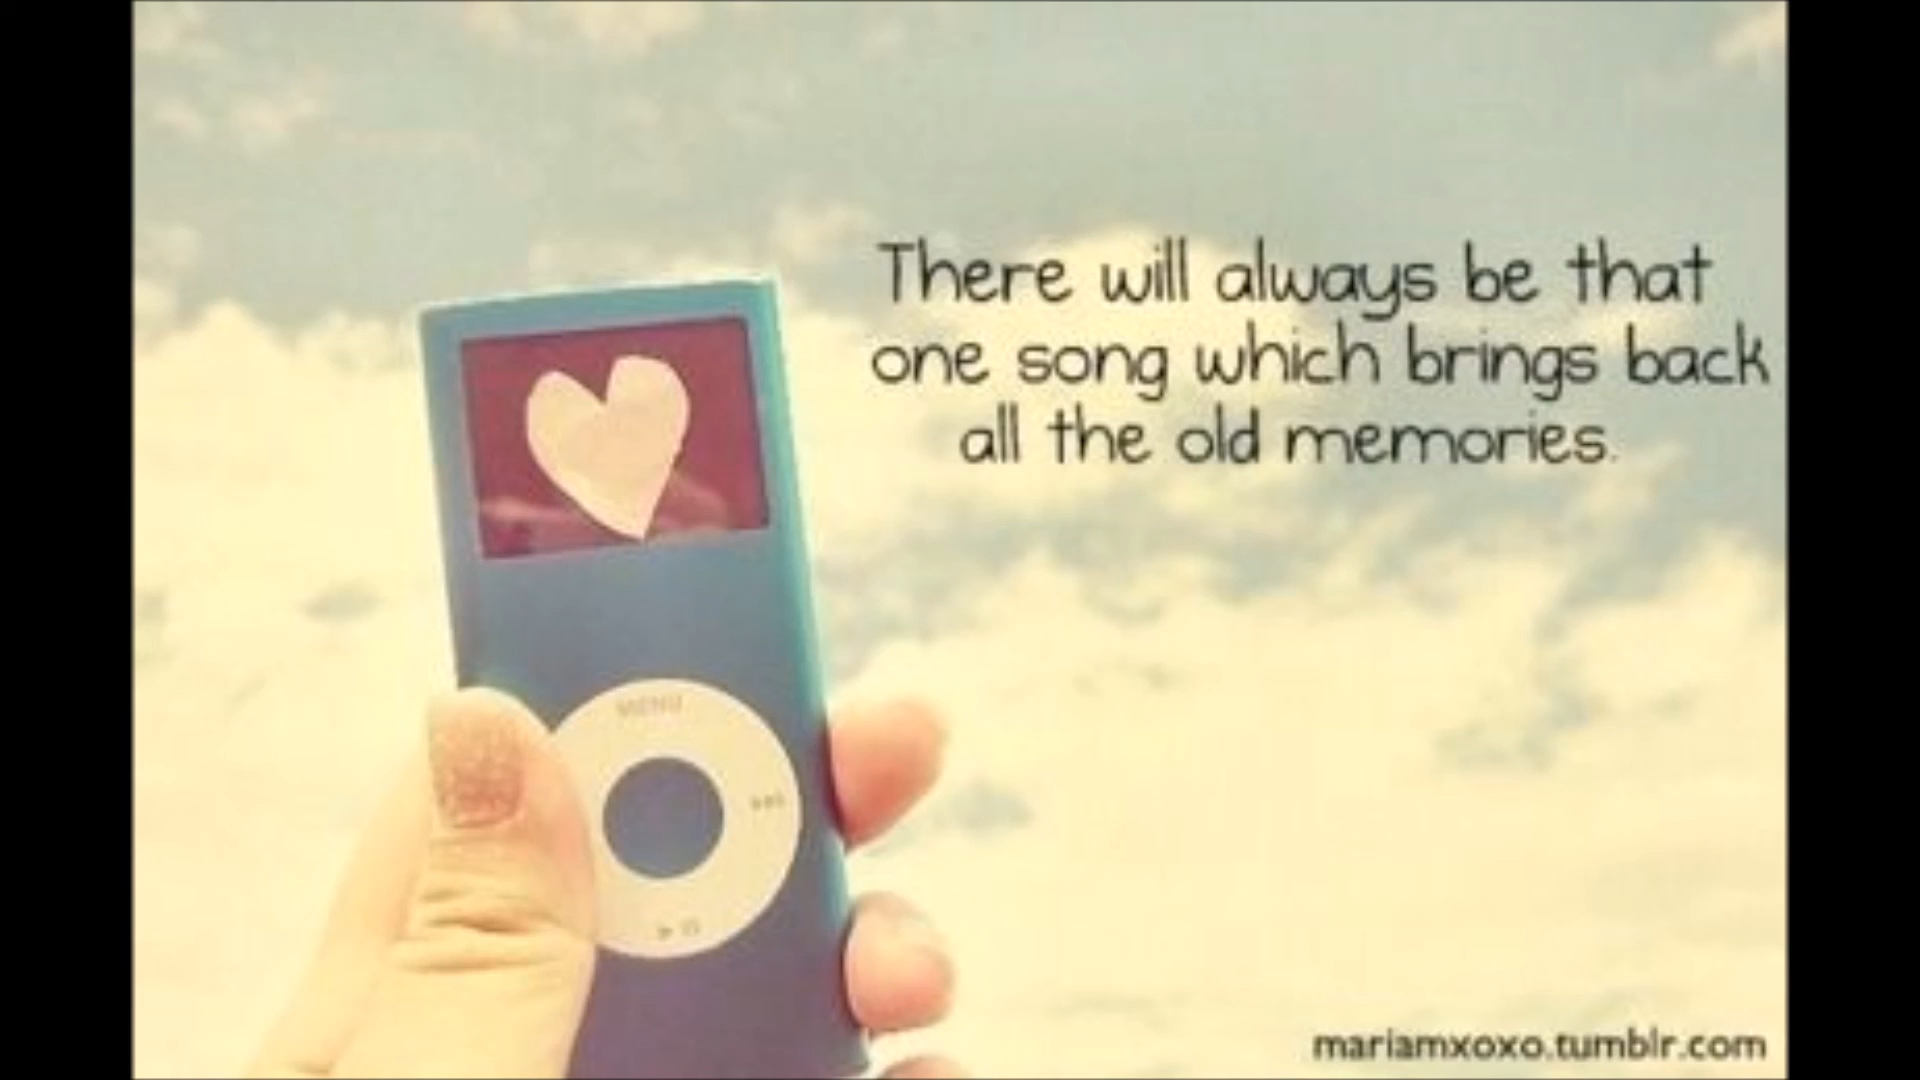 There will always be that
one song which brings back
all the old memories.
MENU
mariamxoxo.tumblr.com